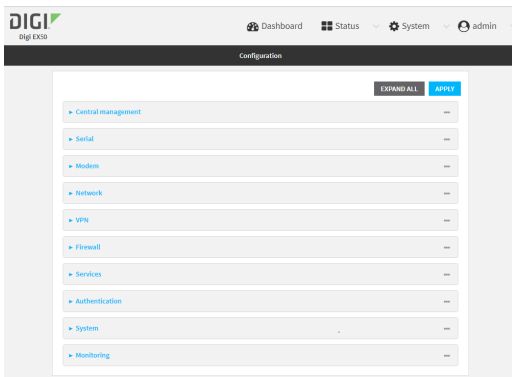 DIGI
Digi EX50
Dashboard Status System admin
Configuration
EXPAND ALL APPLY
Central management
Serial
Modem
Network
VPN
Firewall
Services
Authentication
System
Monitoring